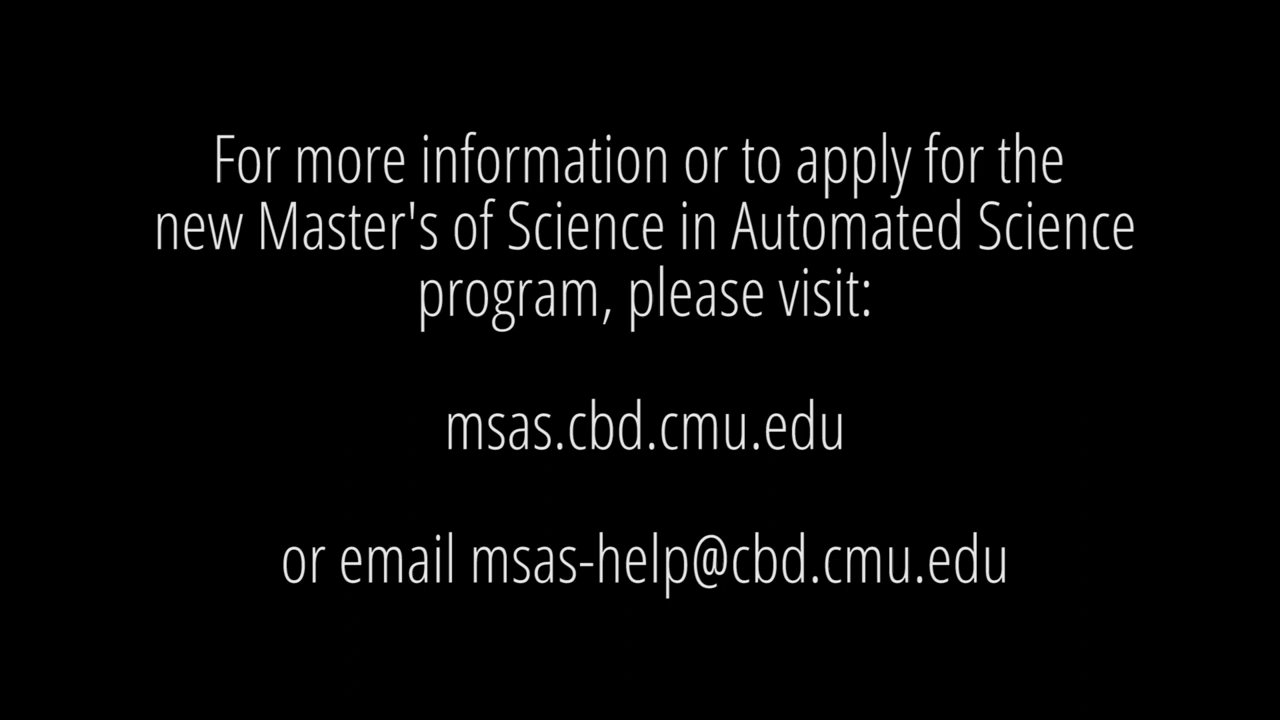 For more information or to apply for the
new Master's of Science in Automated Science
program, please visit:
msas.cbd.cmu.edu
or email msas-help@cbd.cmu.edu